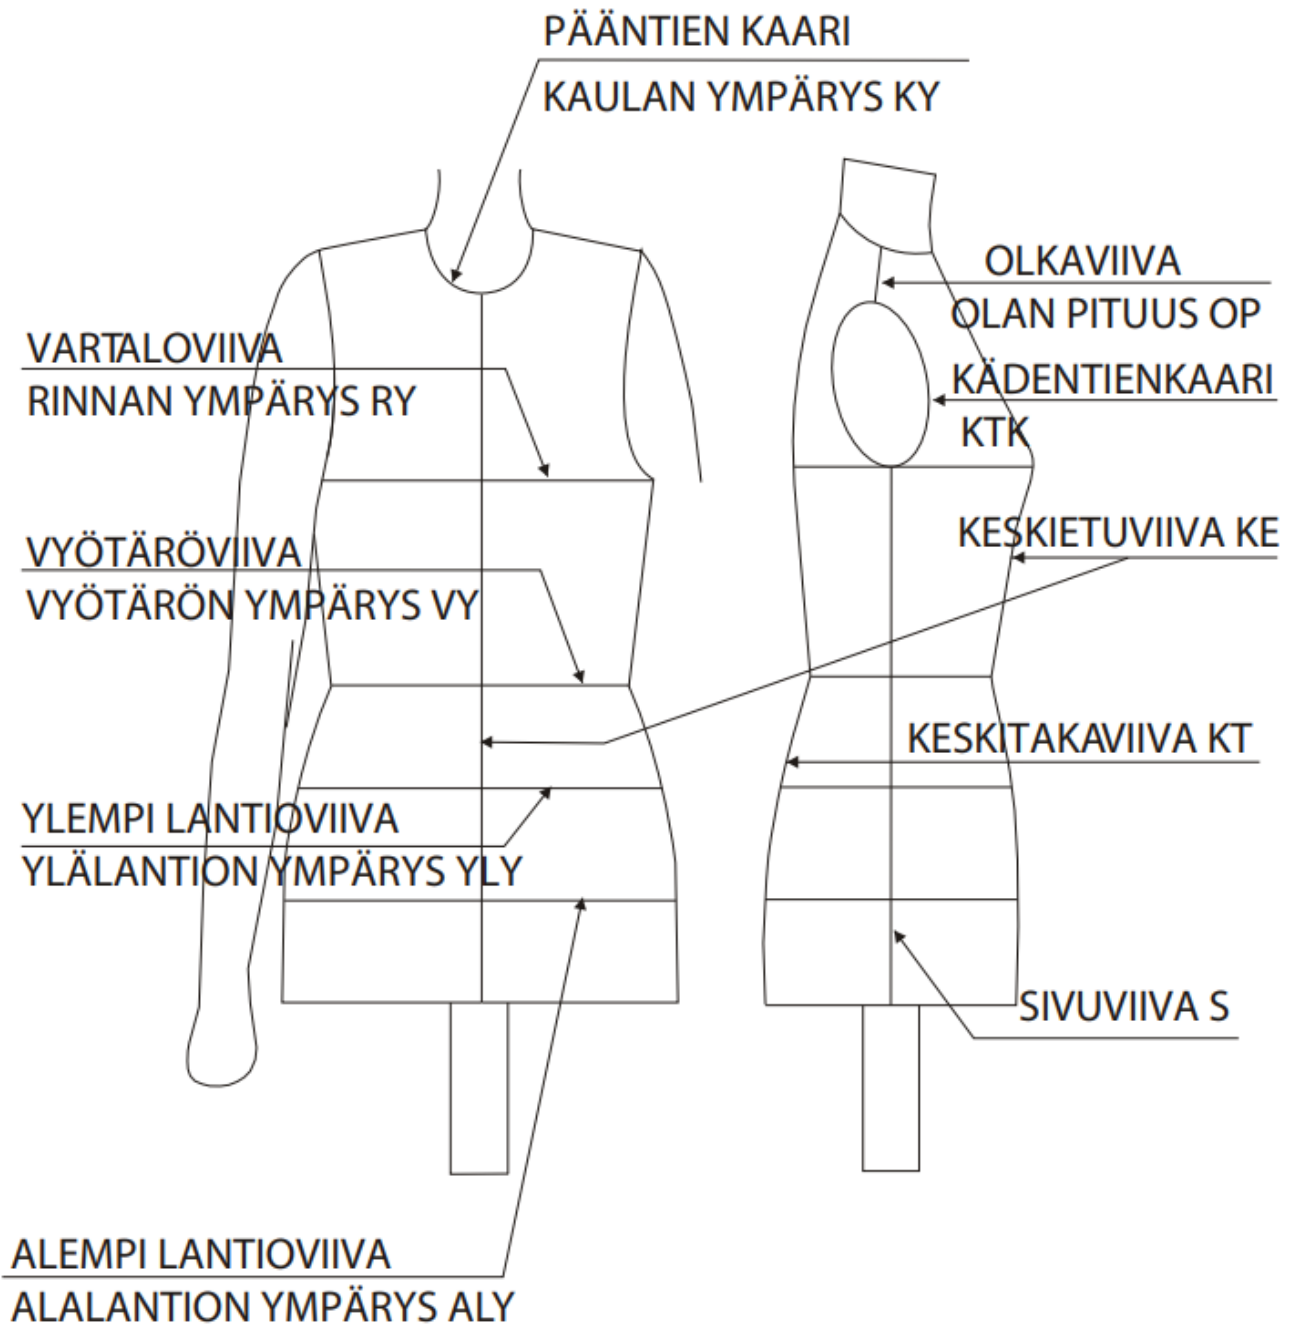 PÄÄNTIEN KAARI
KAULAN YMPÄRYS KY
OLKAVIIVA
OLAN PITUUS OP
VARTALOVIIVA
RINNAN YMPÄRYS RY
KÄDENTIENKAARI
KTK
VYÖTÄRÖVIIVA
VYÖTÄRÖN YMPÄRYS VY
KESKIETUVIIVA KE
KESKITAKAVIIVA KT
YLEMPI LANTIOVIIVA
YLÄLANTION YMPÄRYS YLY
SIVUVIIVA S
ALEMPI LANTIOVIIVA
ALALANTION YMPÄRYS ALY